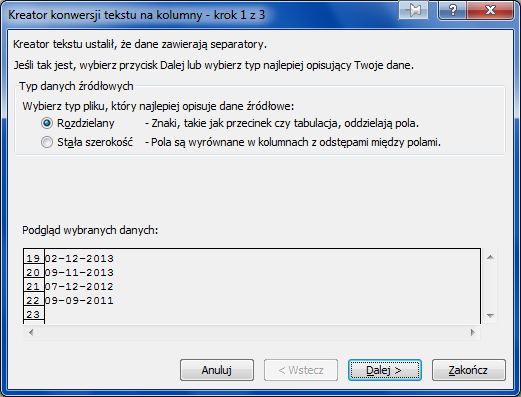 Kreator konwersji tekstu na kolumny - krok 1 z 3
Kreator tekstu ustalił, że dane zawierają separatory.
Jeśli tak jest, wybierz przycisk Dalej lub wybierz typ najlepiej opisujący Twoje dane.
Typ danych źródłowych
Wybierz typ pliku, który najlepiej opisuje dane źródłowe:
Rozdzielany - Znaki, takie jak przecinek czy tabulacja, oddzielają pola.
Stała szerokość - Pola są wyrównane w kolumnach z odstępami między polami.
Podgląd wybranych danych:
19 02-12-2013
20 09-11-2013
21 07-12-2012
22 09-09-2011
23
Anuluj < Wstecz Dalej > Zakończ